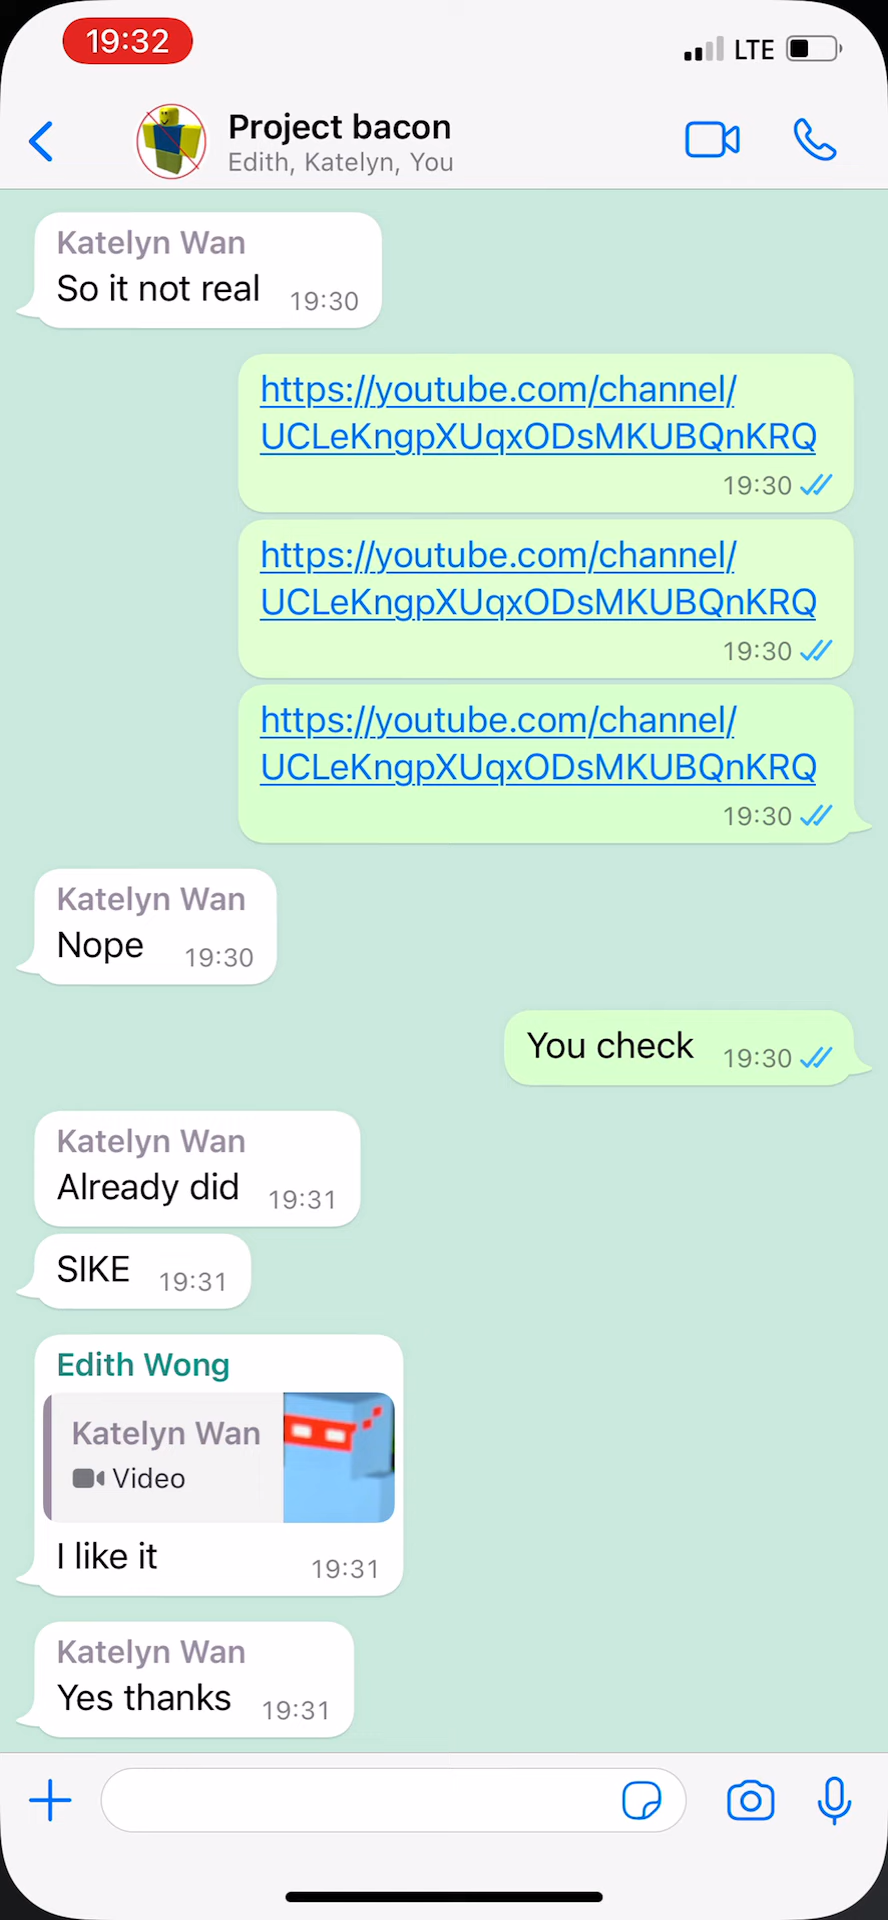 19:32
LTE
Project bacon
Edith, Katelyn, You
Katelyn Wan
So it not real 19:30
https://youtube.com/channel/
UCLeKngpXUqxODsMKUBQnKRQ
19:30
https://youtube.com/channel/
UCLeKngpXUqxODsMKUBQnKRQ
19:30
https://youtube.com/channel/
UCLeKngpXUqxODsMKUBQnKRQ
19:30
Katelyn Wan
Nope 19:30
You check 19:30
Katelyn Wan
Already did 19:31
SIKE 19:31
Edith Wong
Katelyn Wan
Video
I like it 19:31
Katelyn Wan
Yes thanks 19:31